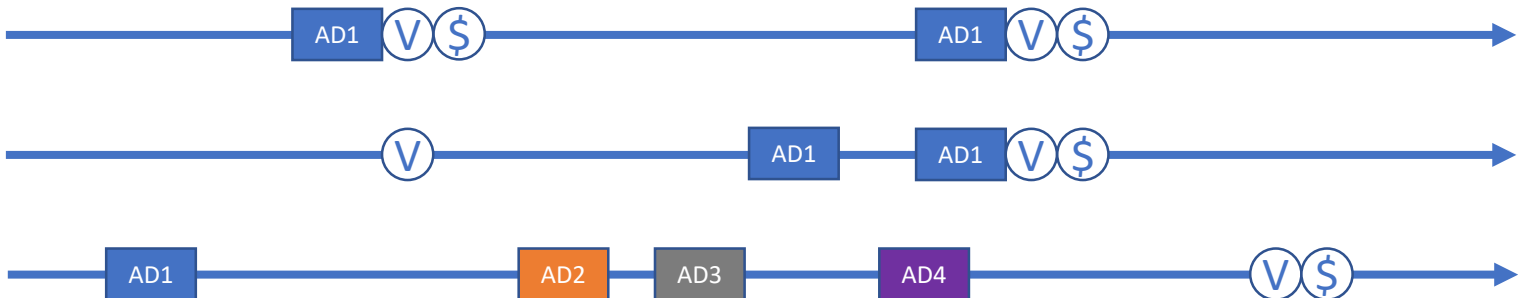 AD1 V $ AD1 V $
V AD1 AD1 V $
AD1 AD2 AD3 AD4 V $